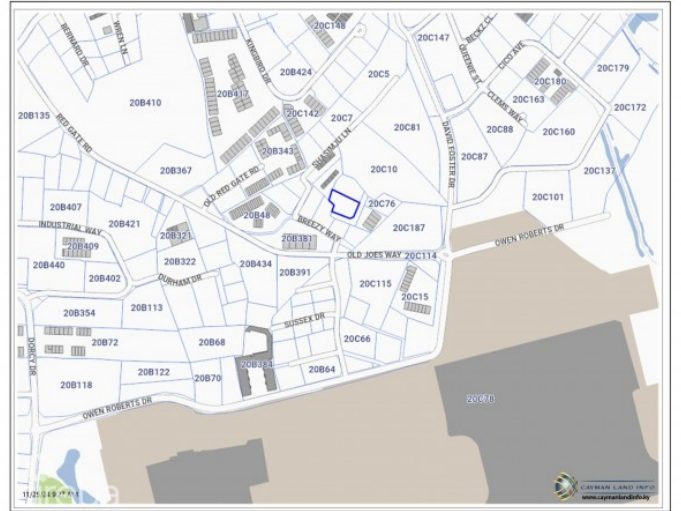 BERNARD DR
WREN LN
KINGBIRD DR
20C148
20C147
BECKZ CL
QUEENIE ST
CICO AVE
20B424
20C5
20C179
20C180
20B410
20B417
20C163
20C172
CLEMS WAY
20B135
RED GATE RD
20C142
20C7
20C81
20C88
20C160
SHASIMJU LN
DAVID FOSTER DR
20B343
20C87
20B367
20C10
20C137
OLD RED GATE RD
20B407
20C76
20C101
20B48
20B421
BREEZY WAY
20C187
INDUSTRIAL WAY
20B321
20B381
OWEN ROBERTS DR
20B409
OLD JOES WAY
20C114
20B440
20B322
20B434
20B391
20B402
DURHAM DR
20C115
20C15
20B354
20B113
SUSSEX DR
DORCY DR
20B72
20B68
20C66
20B384
20B64
20B122
20B70
20B118
20C78
OWEN ROBERTS DR
CAYMAN LAND INFO
www.caymanlandinfo.ky